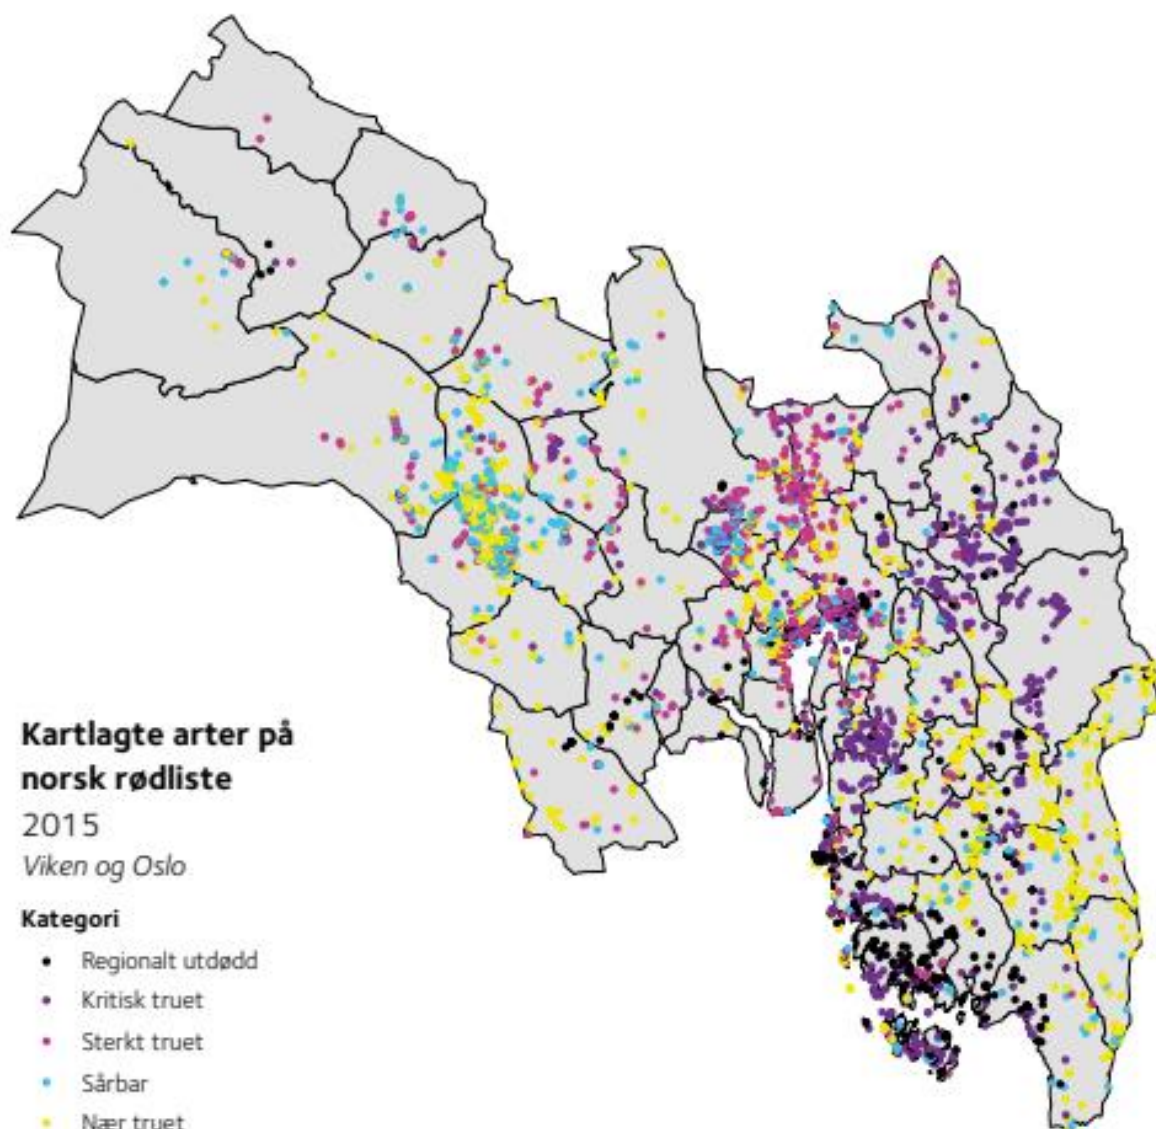 Kartlagte arter på
norsk rødliste
2015
Viken og Oslo
Kategori
Regionalt utdødd
Kritisk truet
Sterkt truet
Sårbar
Nær truet